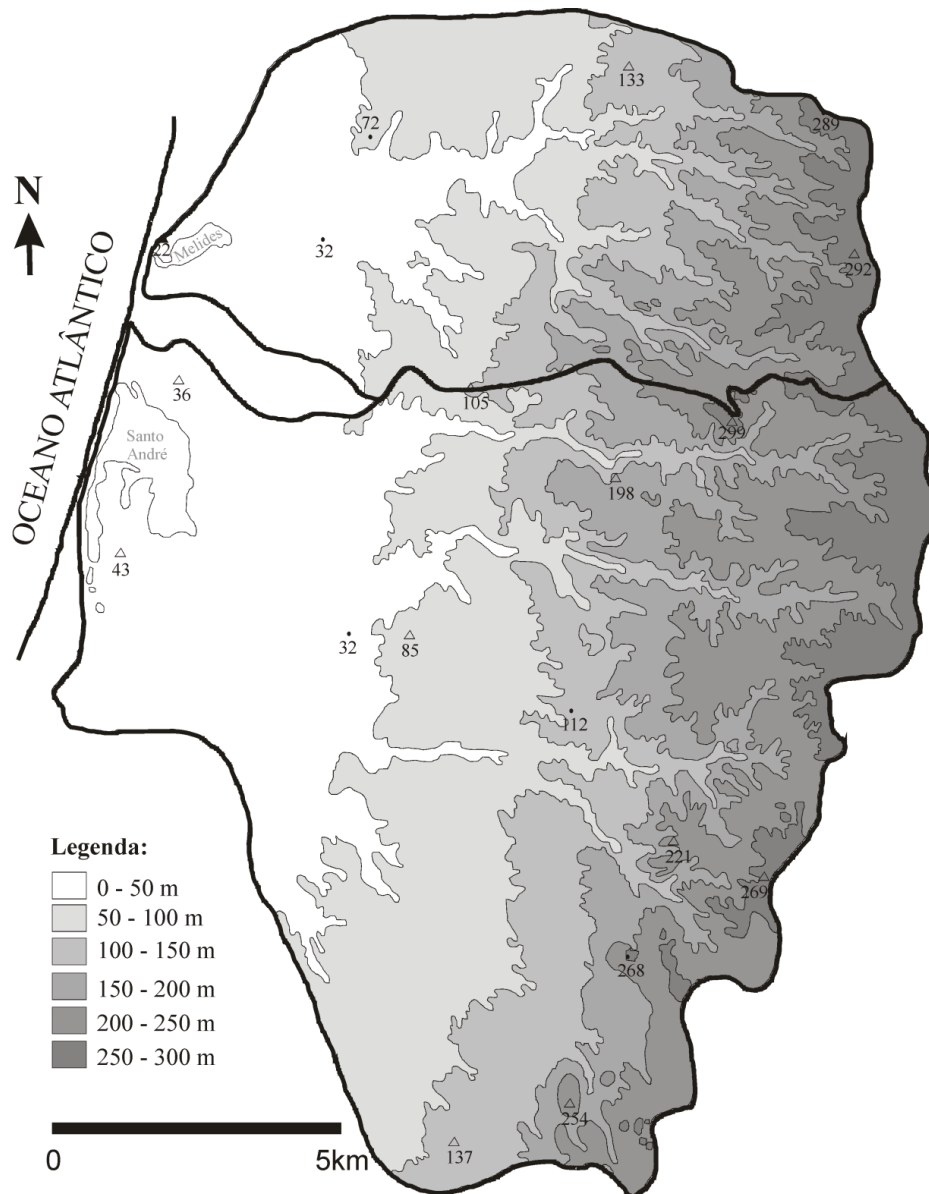 133
289
72
N
22
Melides
32
292
OCEANO ATLÂNTICO
36
105
299
Santo
André
198
43
32
85
112
221
269
268
254
137
Legenda:
0 - 50 m
50 - 100 m
100 - 150 m
150 - 200 m
200 - 250 m
250 - 300 m
0
5km